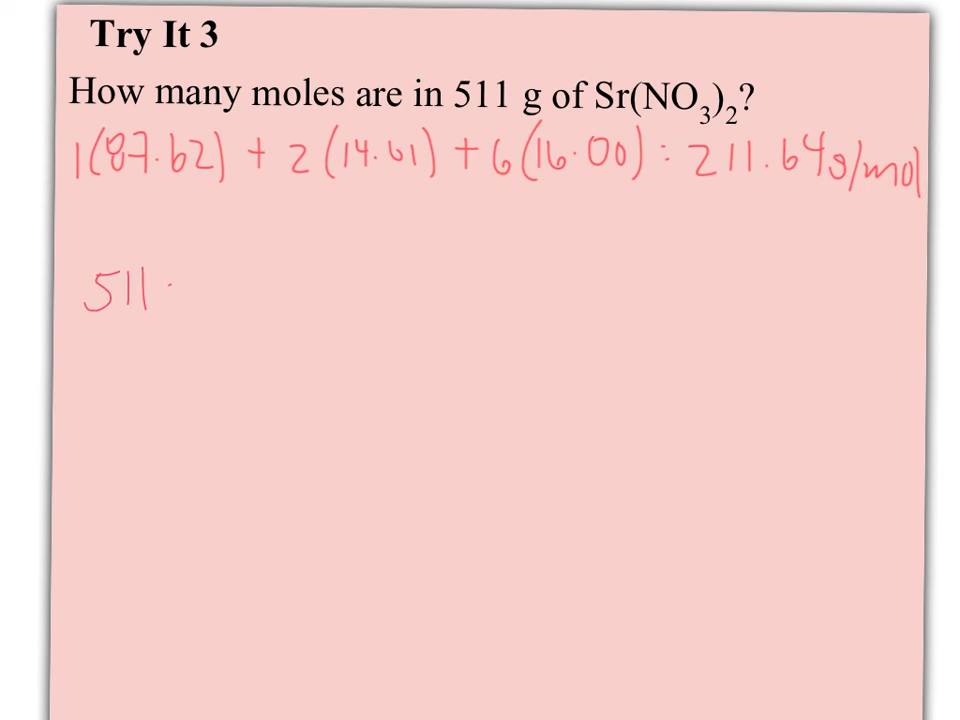 Try It 3
How many moles are in 511 g of Sr(NO3)2?
1(87.62) + 2(14.01) + 6(16.00) = 211.64g/mol
511 .